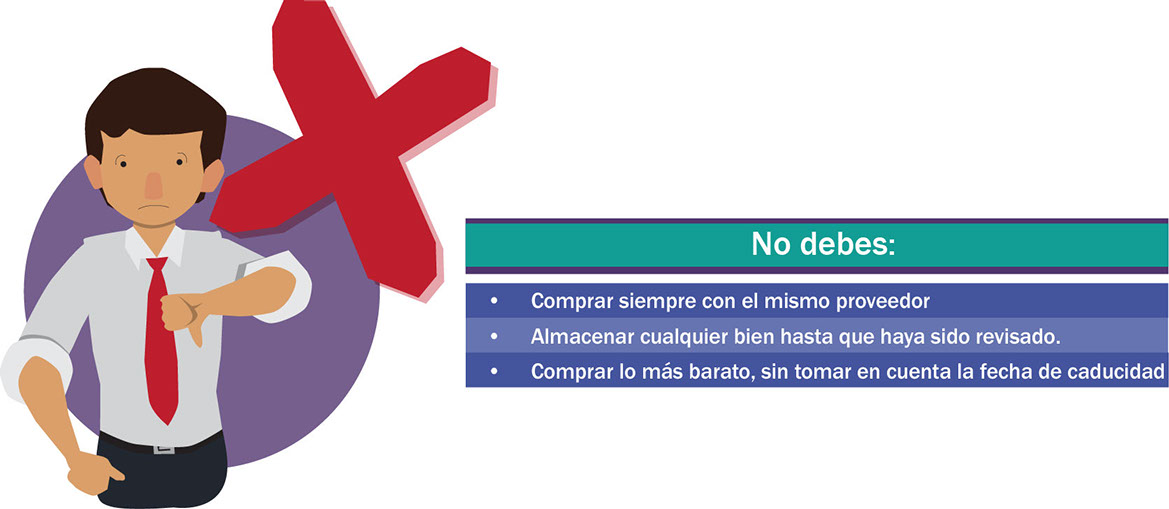 No debes:
• Comprar siempre con el mismo proveedor
• Almacenar cualquier bien hasta que haya sido revisado.
• Comprar lo más barato, sin tomar en cuenta la fecha de caducidad